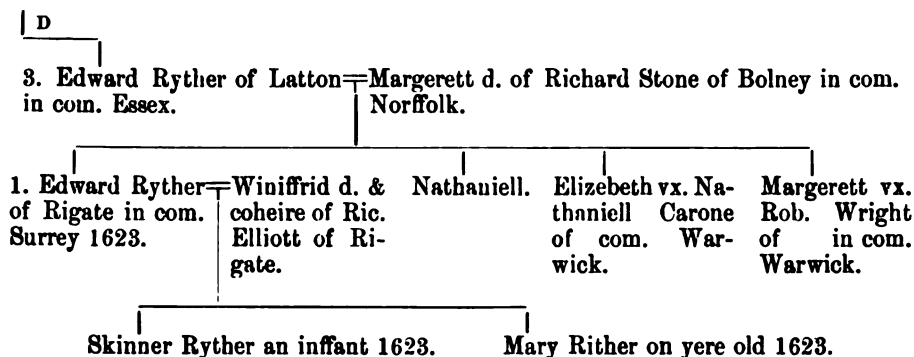 D
3. Edward Ryther of Latton
in com. Essex.
Margerett d. of Richard Stone of Bolney in com.
Norffolk.
1. Edward Ryther
of Rigate in com.
Surrey 1623.
Winiffrid d. &
coheire of Ric.
Elliott of Ri-
gate.
Nathaniell.
Elizebeth vx. Na-
thaniell Carone
of com. War-
wick.
Margerett vx.
Rob. Wright
of in com.
Warwick.
Skinner Ryther an inffant 1623.
Mary Rither on yere old 1623.